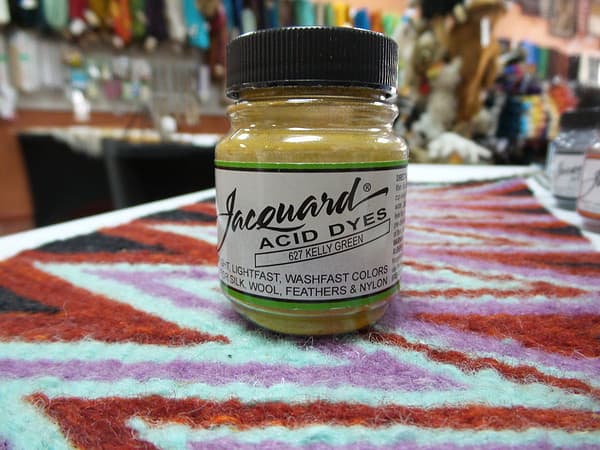 Jacquard®
ACID DYES
627 KELLY GREEN
LIGHTFAST, WASHFAST COLORS
SILK, WOOL, FEATHERS & NYLON